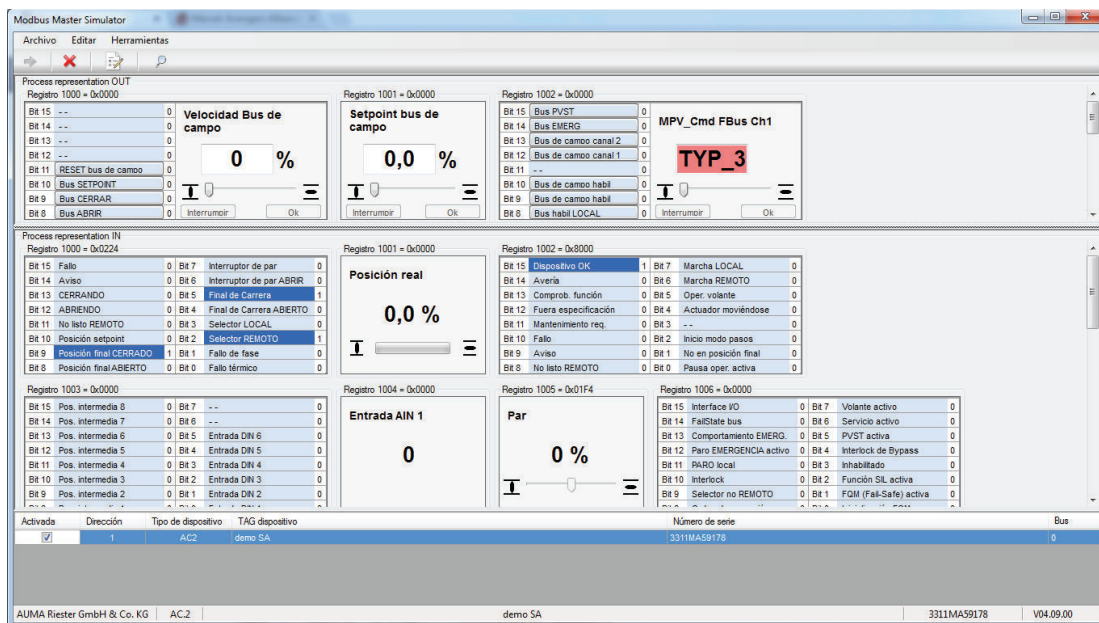 Modbus Master Simulator
Archivo Editar Herramientas
Process representation OUT
Registro 1000 = 0x0000
Bit 15 -- 0
Bit 14 -- 0
Bit 13 -- 0
Bit 12 -- 0
Bit 11 RESET bus de campo 0
Bit 10 Bus SETPOINT 0
Bit 9 Bus CERRAR 0
Bit 8 Bus ABRIR 0
Velocidad Bus de
campo
0 %
Interrumpir Ok
Registro 1001 = 0x0000
Setpoint bus de
campo
0,0 %
Interrumpir Ok
Registro 1002 = 0x0000
Bit 15 Bus PVST 0
Bit 14 Bus EMERG 0
Bit 13 Bus de campo canal 2 0
Bit 12 Bus de campo canal 1 0
Bit 11 -- 0
Bit 10 Bus de campo habil 0
Bit 9 Bus de campo habil 0
Bit 8 Bus habil LOCAL 0
MPV_Cmd FBus Ch1
TYP_3
Interrumpir Ok
Process representation IN
Registro 1000 = 0x0224
Bit 15 Fallo 0 Bit 7 Interruptor de par 0
Bit 14 Aviso 0 Bit 6 Interruptor de par ABRIR 0
Bit 13 CERRANDO 0 Bit 5 Final de Carrera 1
Bit 12 ABRIENDO 0 Bit 4 Final de Carrera ABIERTO 0
Bit 11 No listo REMOTO 0 Bit 3 Selector LOCAL 0
Bit 10 Posición setpoint 0 Bit 2 Selector REMOTO 1
Bit 9 Posición final CERRADO 1 Bit 1 Fallo de fase 0
Bit 8 Posición final ABIERTO 0 Bit 0 Fallo térmico 0
Registro 1001 = 0x0000
Posición real
0,0 %
Registro 1002 = 0x8000
Bit 15 Dispositivo OK 1 Bit 7 Marcha LOCAL 0
Bit 14 Avería 0 Bit 6 Marcha REMOTO 0
Bit 13 Comprob. función 0 Bit 5 Oper. volante 0
Bit 12 Fuera especificación 0 Bit 4 Actuador moviéndose 0
Bit 11 Mantenimiento req. 0 Bit 3 -- 0
Bit 10 Fallo 0 Bit 2 Inicio modo pasos 0
Bit 9 Aviso 0 Bit 1 No en posición final 0
Bit 8 No listo REMOTO 0 Bit 0 Pausa oper. activa 0
Registro 1003 = 0x0000
Bit 15 Pos. intermedia 8 0 Bit 7 -- 0
Bit 14 Pos. intermedia 7 0 Bit 6 -- 0
Bit 13 Pos. intermedia 6 0 Bit 5 Entrada DIN 6 0
Bit 12 Pos. intermedia 5 0 Bit 4 Entrada DIN 5 0
Bit 11 Pos. intermedia 4 0 Bit 3 Entrada DIN 4 0
Bit 10 Pos. intermedia 3 0 Bit 2 Entrada DIN 3 0
Bit 9 Pos. intermedia 2 0 Bit 1 Entrada DIN 2 0
Registro 1004 = 0x0000
Entrada AIN 1
0
Registro 1005 = 0x01F4
Par
0 %
Registro 1006 = 0x0000
Bit 15 Interface I/O 0 Bit 7 Volante activo 0
Bit 14 FailState bus 0 Bit 6 Servicio activo 0
Bit 13 Comportamiento EMERG. 0 Bit 5 PVST activa 0
Bit 12 Paro EMERGENCIA activo 0 Bit 4 Interlock de Bypass 0
Bit 11 PARO local 0 Bit 3 Inhabilitado 0
Bit 10 Interlock 0 Bit 2 Función SIL activa 0
Bit 9 Selector no REMOTO 0 Bit 1 FQM (Fail-Safe) activa 0
Activada Dirección Tipo de dispositivo TAG dispositivo Número de serie Bus
1 AC2 demo SA 3311MA59178 0
AUMA Riester GmbH & Co. KG AC.2 demo SA 3311MA59178 V04.09.00